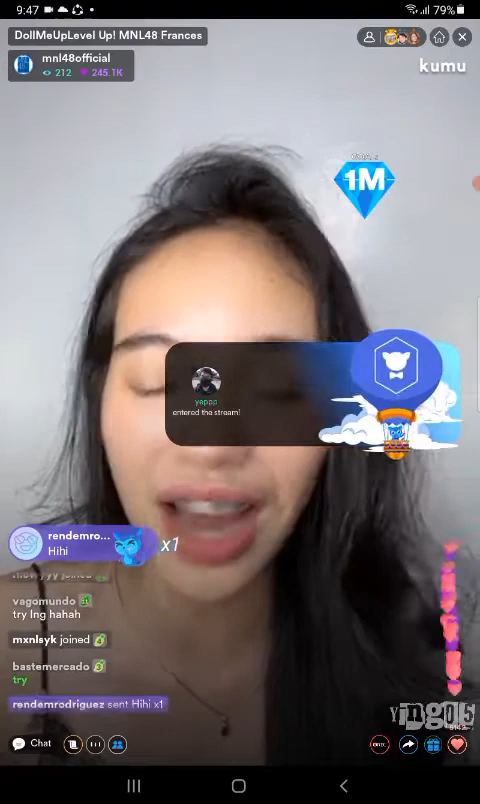 9:47
79%
DollMeUpLevel Up! MNL48 Frances
mnl48official
212 245.1K
kumu
1M
yappp
entered the stream!
rendemro...
Hihi
x1
joined
vagomundo
try lng hahah
mxnlsyk joined
bastemercado
try
rendemrodriguez sent Hihi x1
Chat